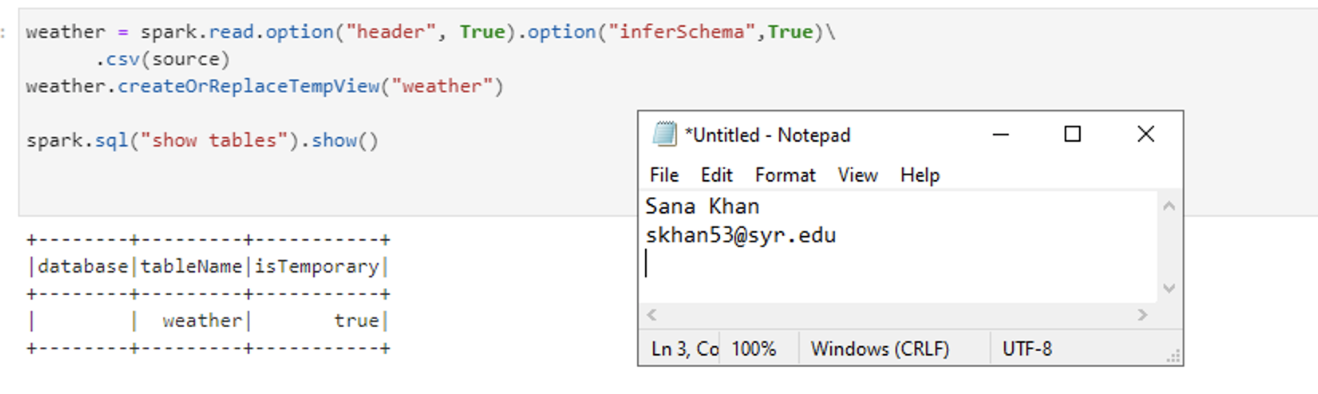 : weather = spark.read.option("header", True).option("inferSchema",True)\
.csv(source)
weather.createOrReplaceTempView("weather")
spark.sql("show tables").show()
+--------+---------+-----------+
|database|tableName|isTemporary|
+--------+---------+-----------+
|        |  weather|       true|
+--------+---------+-----------+
*Untitled - Notepad
File Edit Format View Help
Sana Khan
skhan53@syr.edu
Ln 3, Co 100% Windows (CRLF) UTF-8